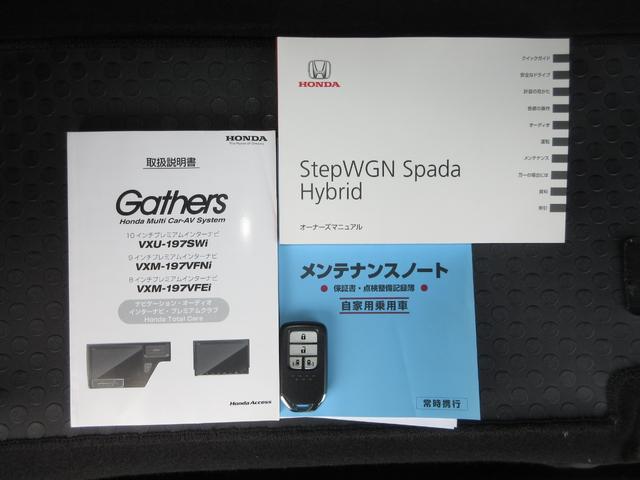 HONDA
The Power of Dreams
取扱説明書
Gathers
Honda Multi Car-AV System
10インチプレミアムインターナビ
VXU-197SWi
9インチプレミアムインターナビ
VXM-197VFNi
8インチプレミアムインターナビ
VXM-197VFEi
ナビゲーション・オーディオ
インターナビ・プレミアムクラブ
Honda Total Care
Honda Access
HONDA
StepWGN Spada
Hybrid
オーナーズマニュアル
クイックガイド
安全なドライブ
計器の見かた
各部の操作
オーディオ
運転
メンテナンス
万一の場合には
資料
索引
メンテナンスノート
● 保証書・点検整備記録簿 ●
自家用乗用車
常時携行